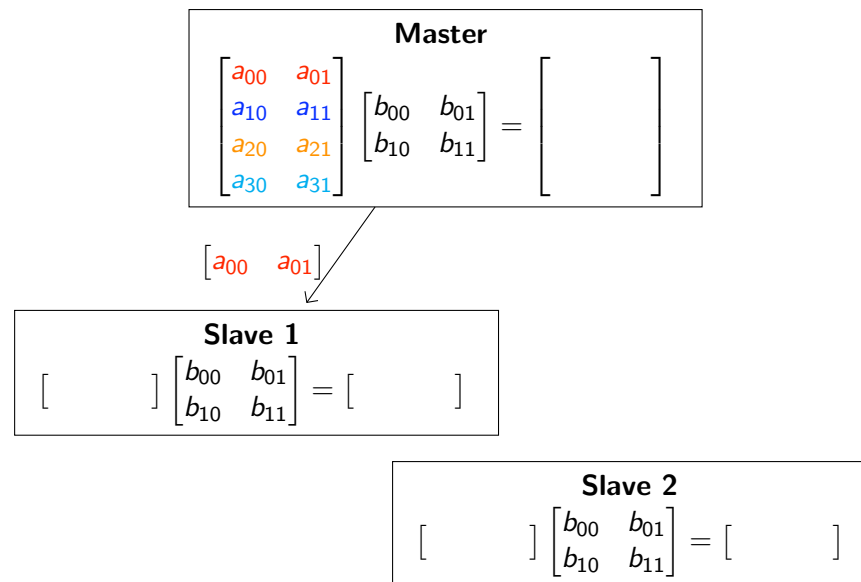 Master
a00 a01
a10 a11
a20 a21
a30 a31
b00 b01
b10 b11
=
[a00 a01]
Slave 1
[ ] [b00 b01
b10 b11] = [ ]
Slave 2
[ ] [b00 b01
b10 b11] = [ ]